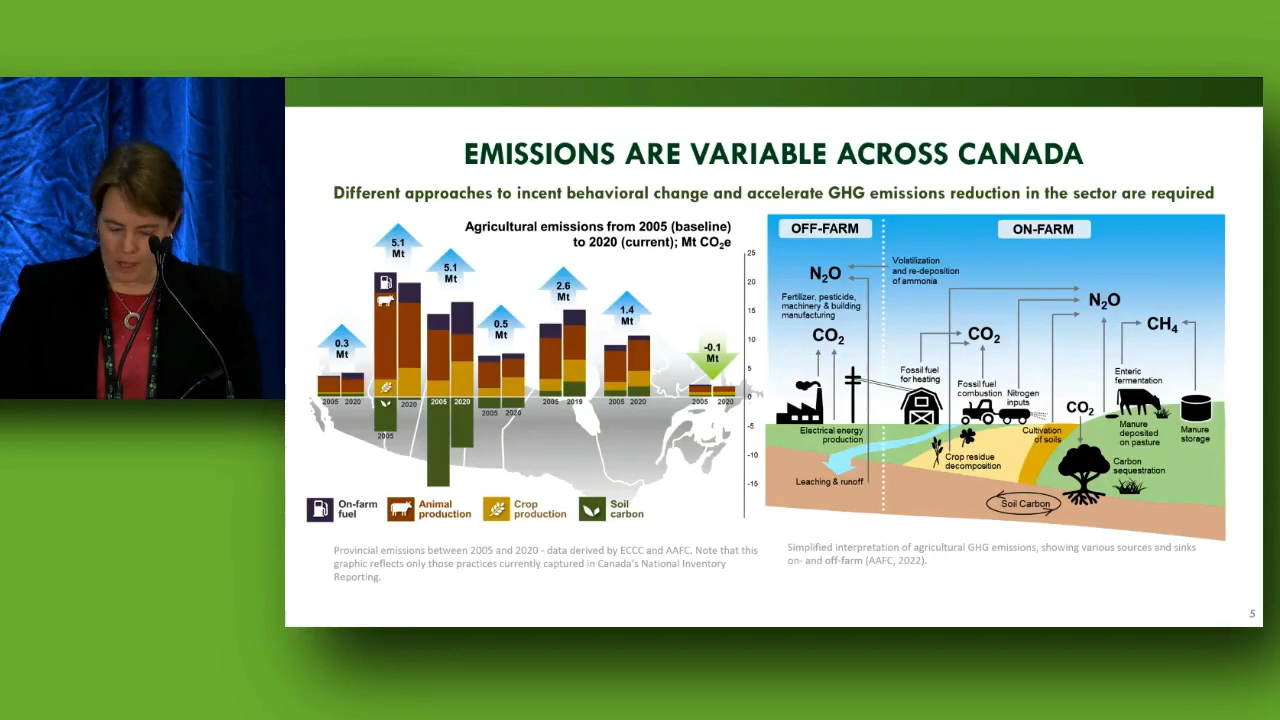 EMISSIONS ARE VARIABLE ACROSS CANADA
Different approaches to incent behavioral change and accelerate GHG emissions reduction in the sector are required
Agricultural emissions from 2005 (baseline)
to 2020 (current); Mt CO₂e
0.3
Mt
5.1
Mt
5.1
Mt
0.5
Mt
2.6
Mt
1.4
Mt
-0.1
Mt
25
20
15
10
5
0
-5
-10
-15
2005 2020
2005 2020
2005 2020
2005 2020
2005 2019
2005 2020
2005 2020
On-farm
fuel
Animal
production
Crop
production
Soil
carbon
Provincial emissions between 2005 and 2020 - data derived by ECCC and AAFC. Note that this
graphic reflects only those practices currently captured in Canada's National Inventory
Reporting.
OFF-FARM
ON-FARM
N₂O
Volatilization
and re-deposition
of ammonia
Fertilizer, pesticide,
machinery & building
manufacturing
CO₂
Electrical energy
production
Leaching & runoff
Fossil fuel
for heating
CO₂
Fossil fuel
combustion
Nitrogen
inputs
N₂O
CH₄
Enteric
fermentation
CO₂
Cultivation
of soils
Crop residue
decomposition
Manure
deposited
on pasture
Manure
storage
Carbon
sequestration
Soil Carbon
Simplified interpretation of agricultural GHG emissions, showing various sources and sinks
on- and off-farm (AAFC, 2022).
5